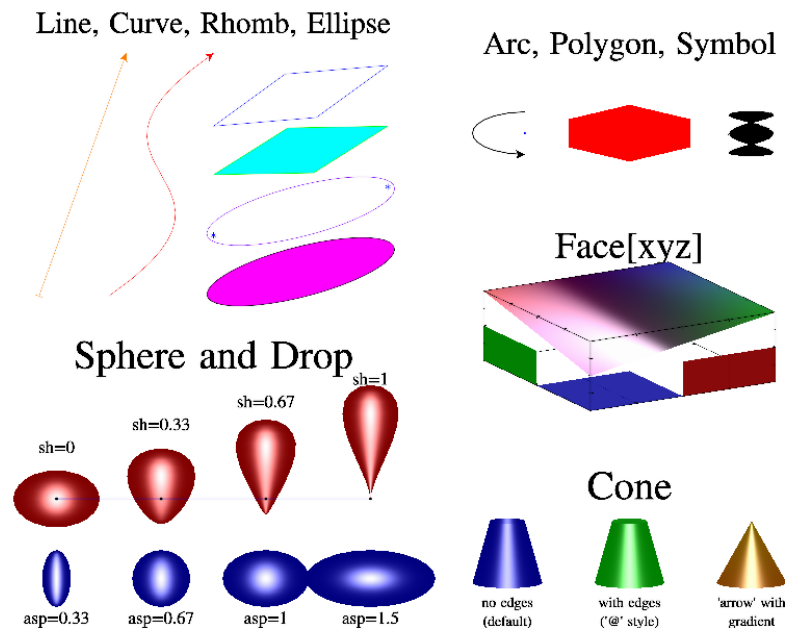 Line, Curve, Rhomb, Ellipse
Arc, Polygon, Symbol
Face[xyz]
Sphere and Drop
sh=0
sh=0.33
sh=0.67
sh=1
asp=0.33
asp=0.67
asp=1
asp=1.5
Cone
no edges
(default)
with edges
('@' style)
'arrow' with
gradient